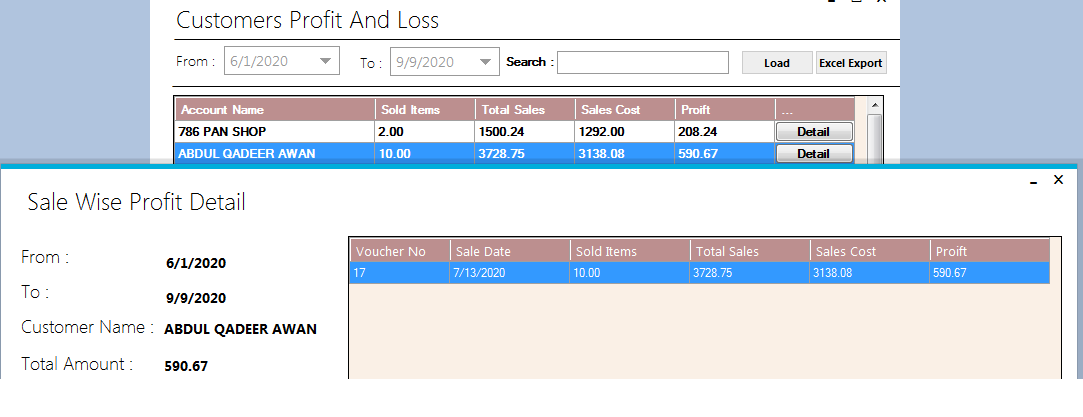 Customers Profit And Loss
From : 6/1/2020 To : 9/9/2020 Search : Load Excel Export
Account Name Sold Items Total Sales Sales Cost Proift ...
786 PAN SHOP 2.00 1500.24 1292.00 208.24 Detail
ABDUL QADEER AWAN 10.00 3728.75 3138.08 590.67 Detail
Sale Wise Profit Detail
From : 6/1/2020
To : 9/9/2020
Customer Name : ABDUL QADEER AWAN
Total Amount : 590.67
Voucher No Sale Date Sold Items Total Sales Sales Cost Proift
17 7/13/2020 10.00 3728.75 3138.08 590.67